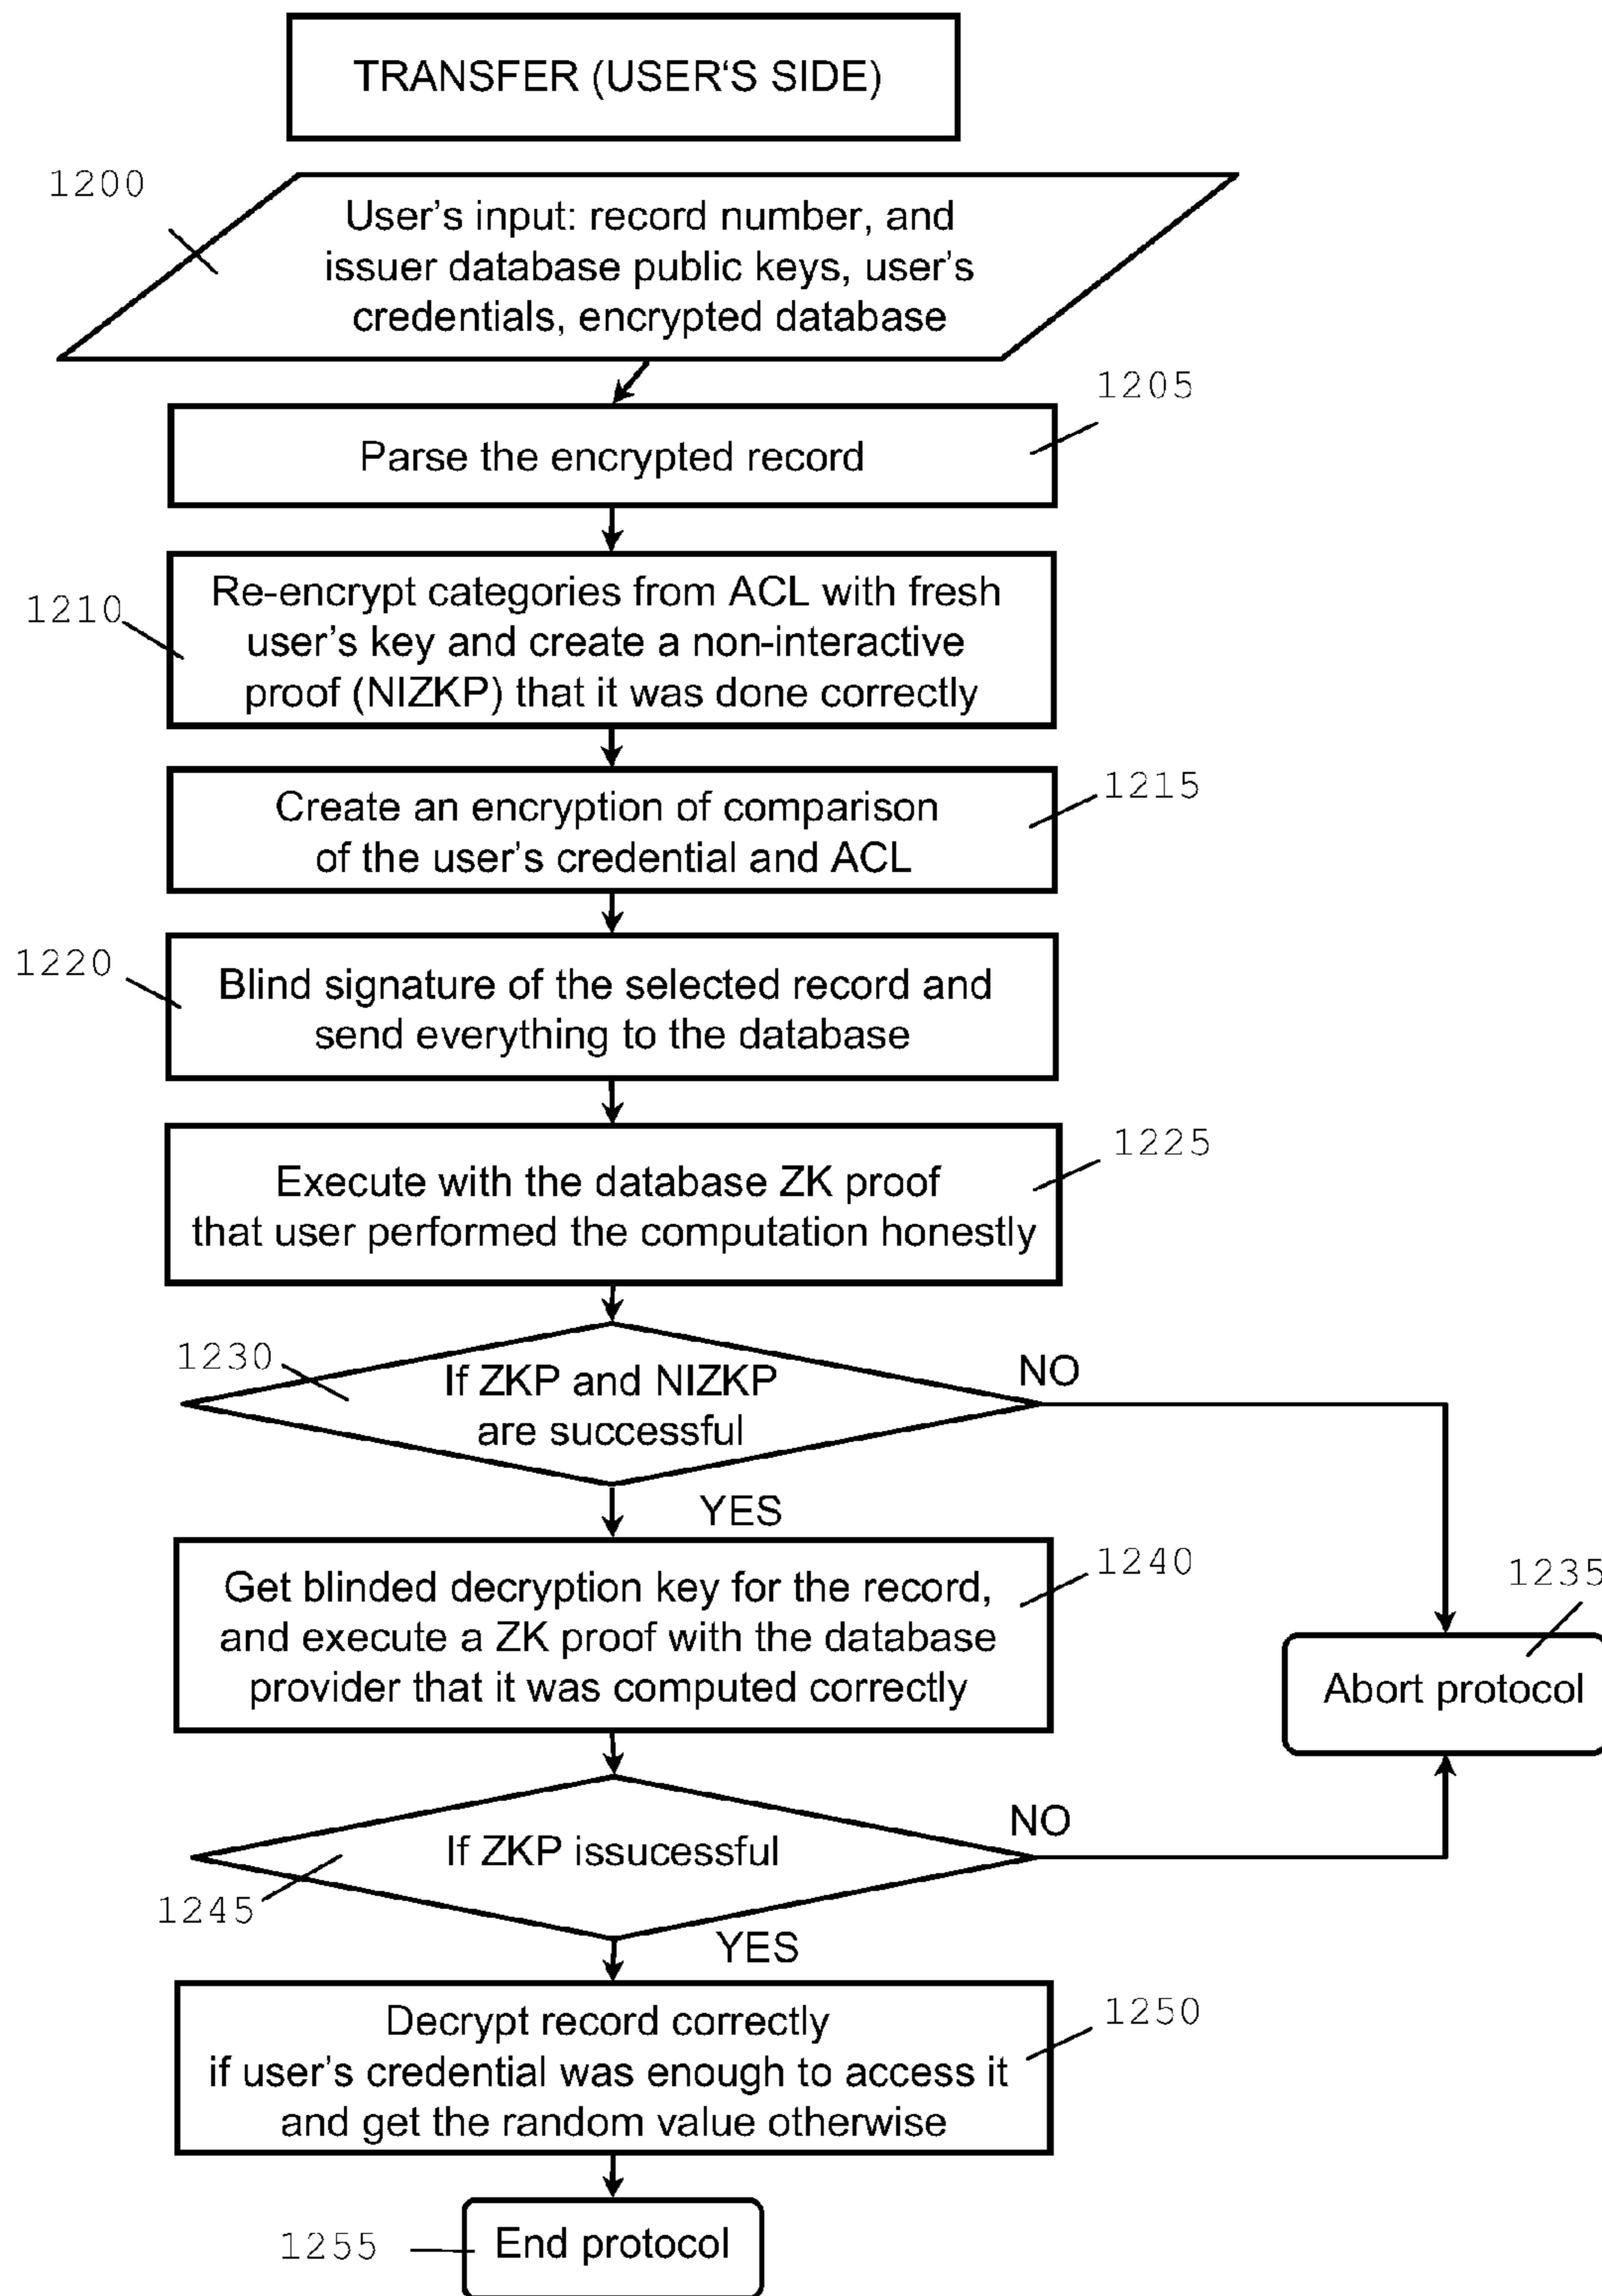 TRANSFER (USER‘S SIDE)
1200
User’s input: record number, and
issuer database public keys, user’s
credentials, encrypted database
1205
Parse the encrypted record
1210
Re-encrypt categories from ACL with fresh
user’s key and create a non-interactive
proof (NIZKP) that it was done correctly
1215
Create an encryption of comparison
of the user’s credential and ACL
1220
Blind signature of the selected record and
send everything to the database
1225
Execute with the database ZK proof
that user performed the computation honestly
1230
If ZKP and NIZKP
are successful
NO
YES
1240
Get blinded decryption key for the record,
and execute a ZK proof with the database
provider that it was computed correctly
1235
Abort protocol
If ZKP issucessful
NO
1245
YES
1250
Decrypt record correctly
if user’s credential was enough to access it
and get the random value otherwise
1255
End protocol